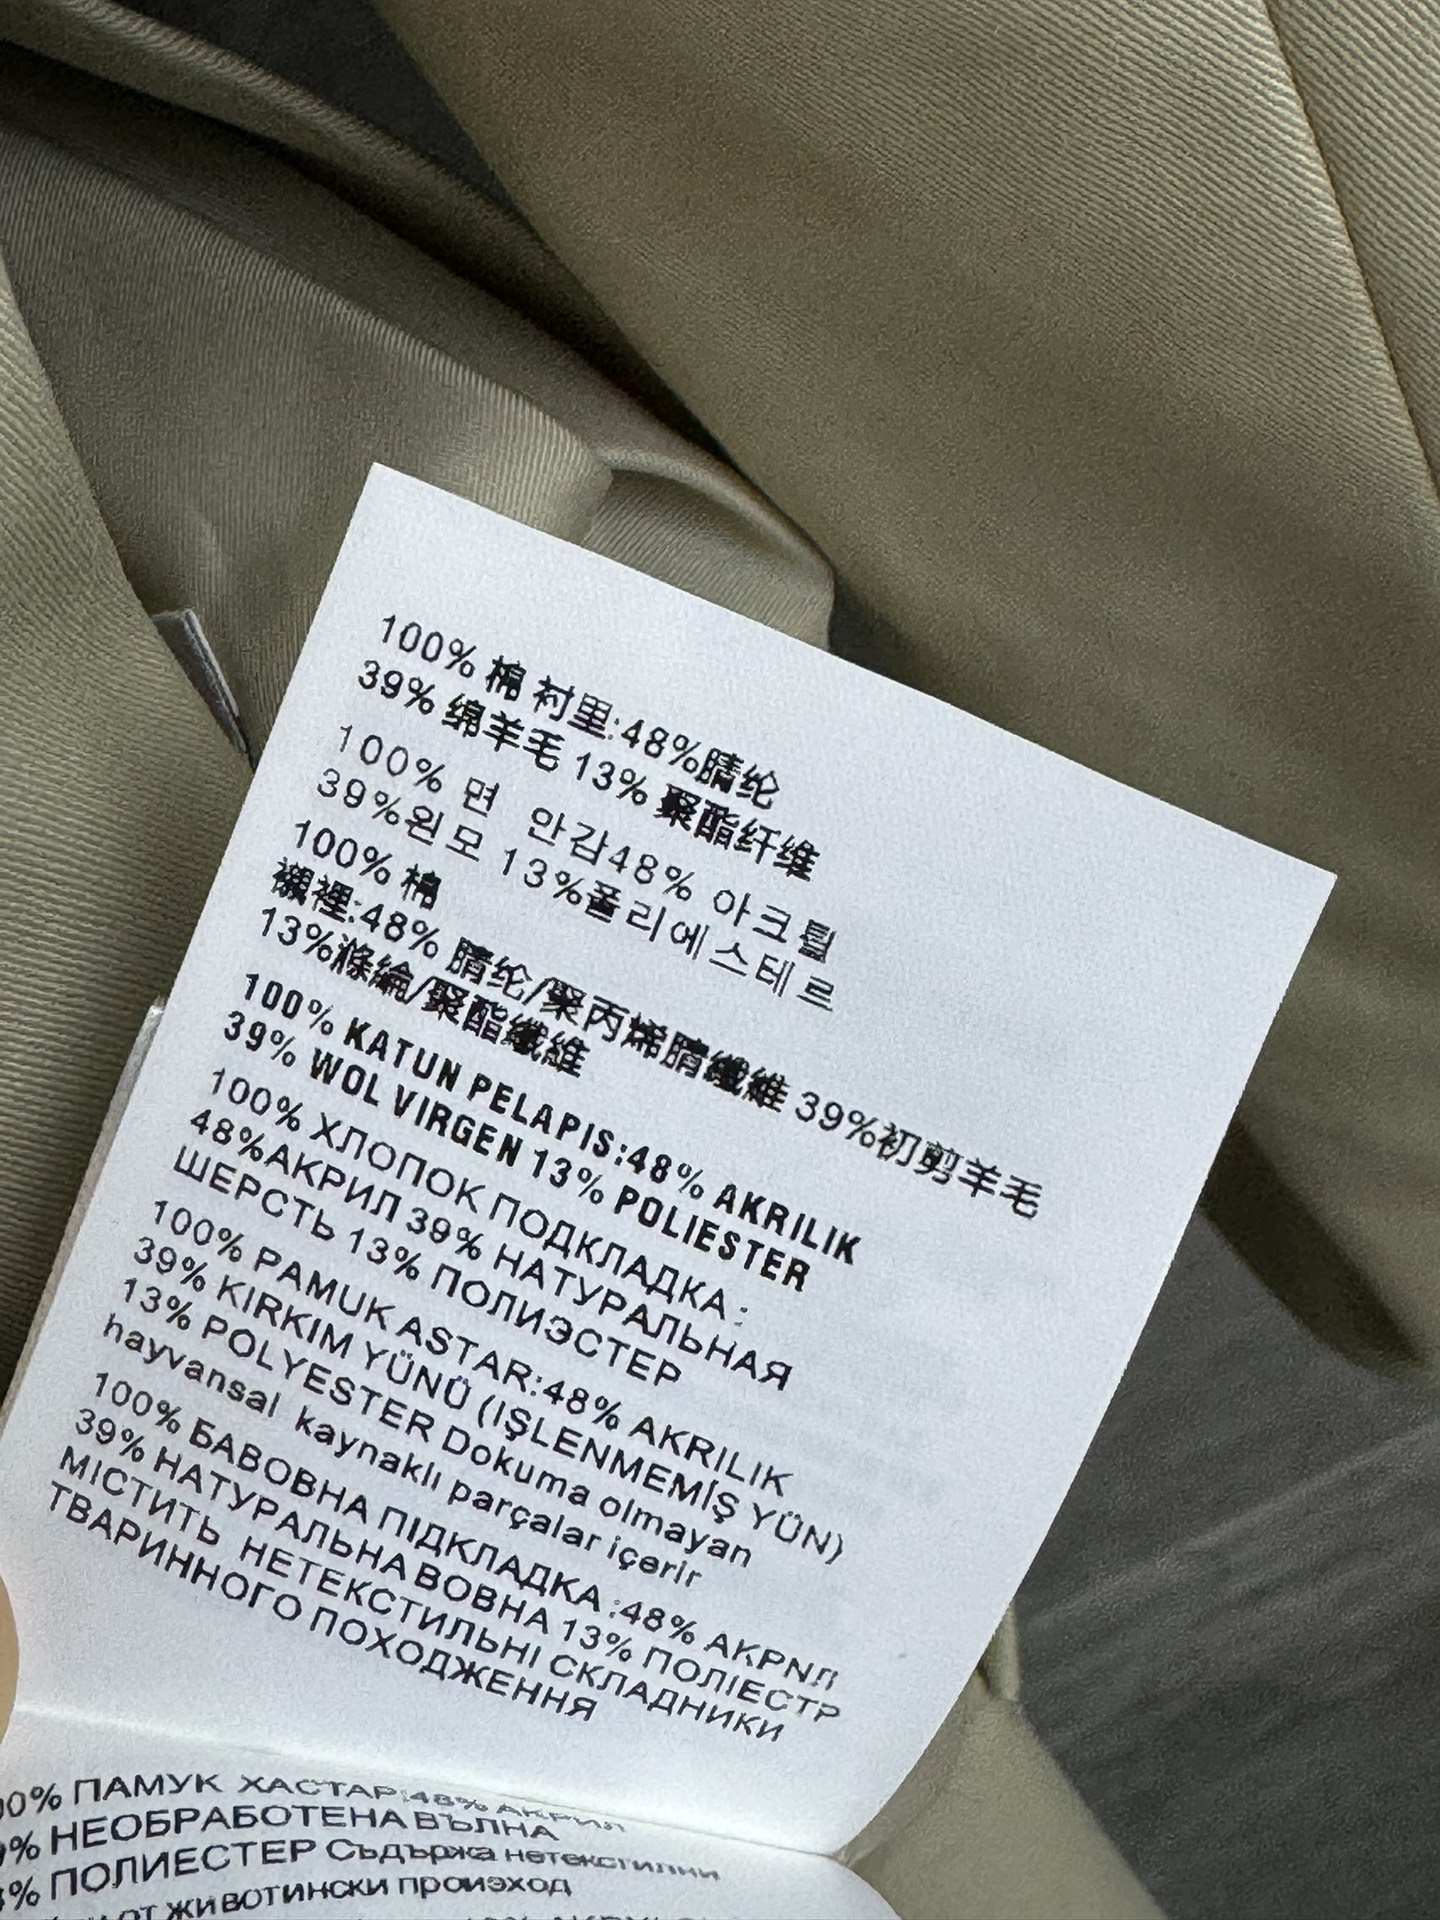 100% 棉 衬里:48%腈纶
39% 绵羊毛 13% 聚酯纤维
100% 면 안감48% 아크릴
39%원모 13%폴리에스테르
100% 棉
襯裡:48% 腈纶/聚丙烯腈纖維 39%初剪羊毛
13%滌綸/聚酯纖維
100% KATUN PELAPIS:48% AKRILIK
39% WOL VIRGEN 13% POLIESTER
100% ХЛОПОК ПОДКЛАДКА :
48%АКРИЛ 39% НАТУРАЛЬНАЯ
ШЕРСТЬ 13% ПОЛИЭСТЕР
100% PAMUK ASTAR:48% AKRILIK
39% KIRKIM YÜNÜ (IŞLENMEMİŞ YÜN)
13% POLYESTER Dokuma olmayan
hayvansal kaynaklı parçalar içerir
100% БАВОВНА ПІДКЛАДКА :48% АКРИЛ
39% НАТУРАЛЬНА ВОВНА 13% ПОЛІЕСТР
МІСТИТЬ НЕТЕКСТИЛЬНІ СКЛАДНИКИ
ТВАРИННОГО ПОХОДЖЕННЯ
00% ПАМУК ХАСТАР:48% АКРИЛ
% НЕОБРАБОТЕНА ВЪЛНА
% ПОЛИЕСТЕР Съдържа нетекстилни
от животински произход